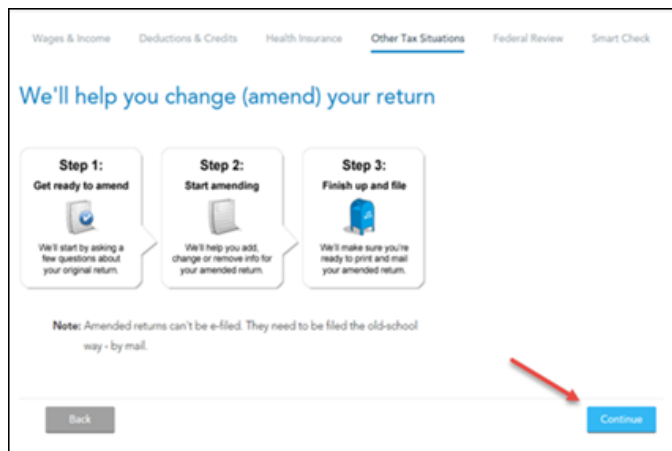 Wages & Income Deductions & Credits Health Insurance Other Tax Situations Federal Review Smart Check
We'll help you change (amend) your return
Step 1:
Get ready to amend
We'll start by asking a
few questions about
your original return.
Step 2:
Start amending
We'll help you add,
change or remove info for
your amended return.
Step 3:
Finish up and file
We'll make sure you're
ready to print and mail
your amended return.
Note: Amended returns can't be e-filed. They need to be filed the old-school
way - by mail.
Back Continue